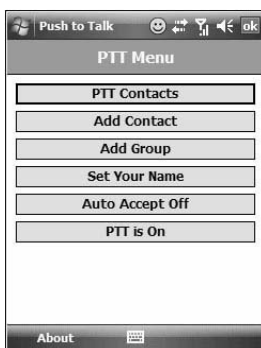 Push to Talk ok
PTT Menu
PTT Contacts
Add Contact
Add Group
Set Your Name
Auto Accept Off
PTT is On
About